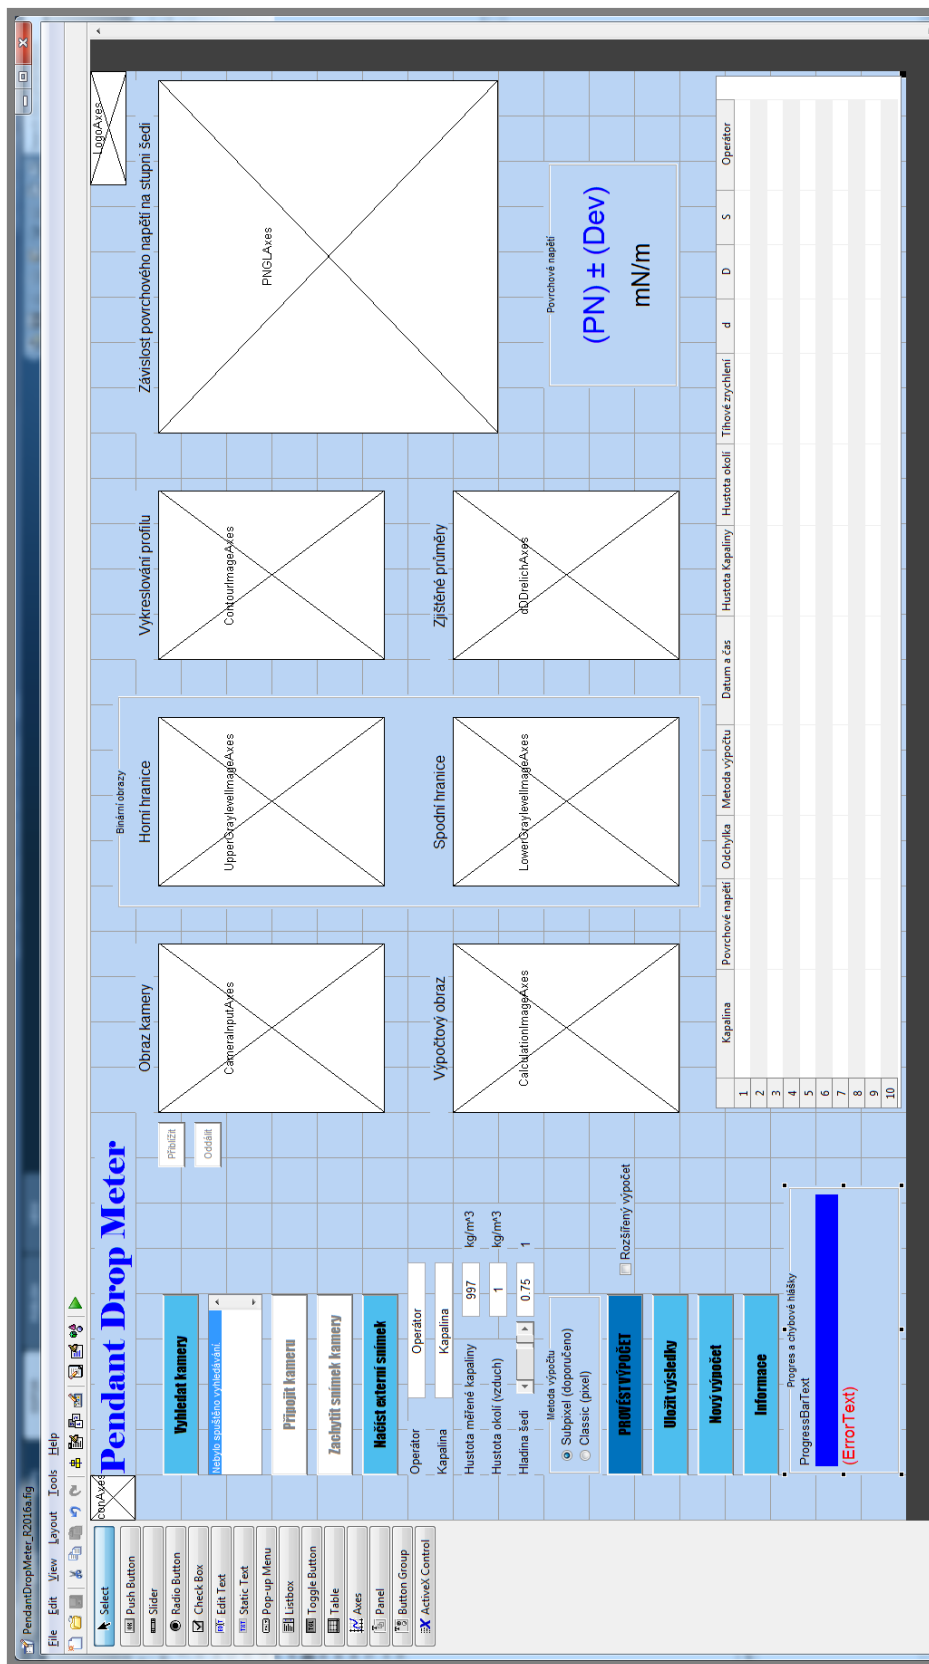 PendantDropMeter_R2016a.fig
File Edit View Layout Tools Help
Select
Push Button
Slider
Radio Button
Check Box
Edit Text
Static Text
Pop-up Menu
Listbox
Toggle Button
Table
Axes
Panel
Button Group
ActiveX Control
Pendant Drop Meter
LogoAxes
Vyhledat kamery
Nebylo spuštěno vyhledávání.
Připojit kameru
Zachytit snímek kamery
Načíst externí snímek
Přiblížit
Oddálit
Operátor Operátor
Kapalina Kapalina
Hustota měřené kapaliny 997 kg/m^3
Hustota okolí (vzduch) 1 kg/m^3
Hladina šedi 0.75 1
Metoda výpočtu
Subpixel (doporučeno)
Classic (pixel)
PROVÉST VÝPOČET
Rozšířený výpočet
Uložit výsledky
Nový výpočet
Informace
Progres a chybové hlášky
ProgressBarText
(ErrorText)
Obraz kamery
CameraInputAxes
Výpočtový obraz
CalculationImageAxes
Binární obrazy
Horní hranice
UpperGraylevelImageAxes
Spodní hranice
LowerGraylevelImageAxes
Vykreslování profilu
ContourImageAxes
Zjištěné průměry
dDDrelichAxes
Závislost povrchového napětí na stupni šedi
PNGLAxes
Povrchové napětí
(PN) ± (Dev)
mN/m
Kapalina Povrchové napětí Odchylka Metoda výpočtu Datum a čas Hustota Kapaliny Hustota okolí Tíhové zrychlení d D S Operátor
1
2
3
4
5
6
7
8
9
10